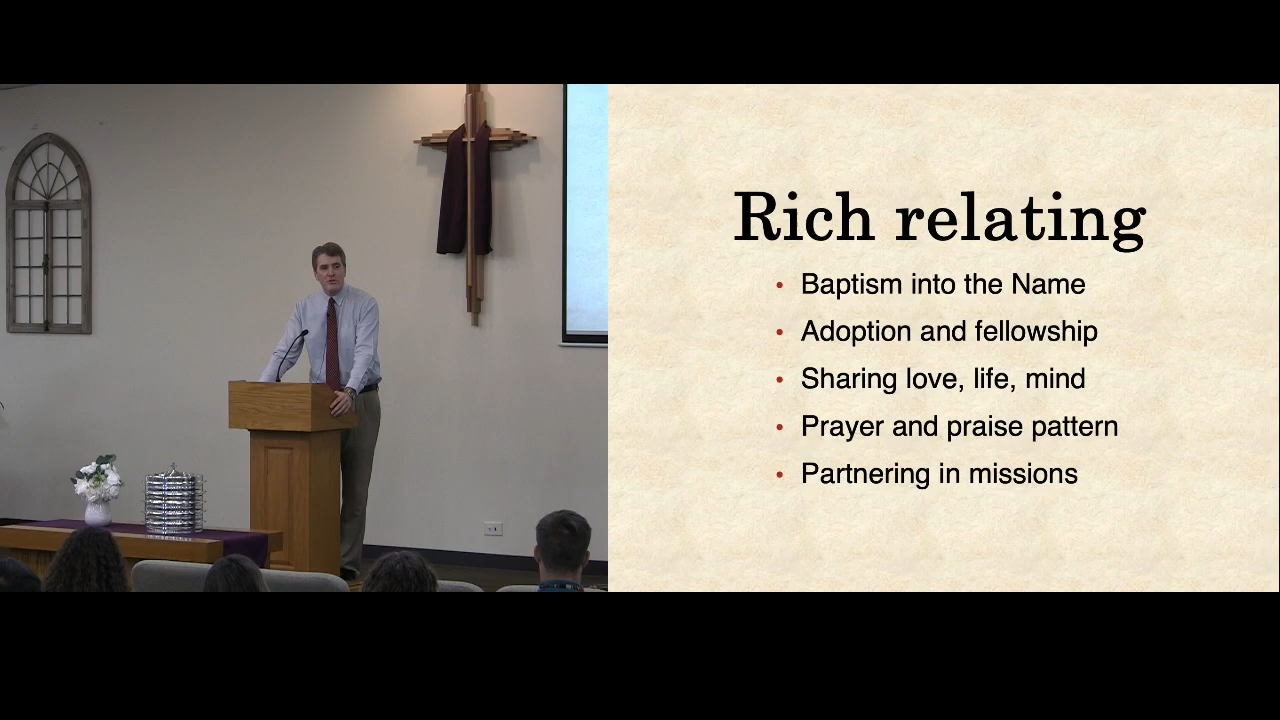 Rich relating
• Baptism into the Name
• Adoption and fellowship
• Sharing love, life, mind
• Prayer and praise pattern
• Partnering in missions